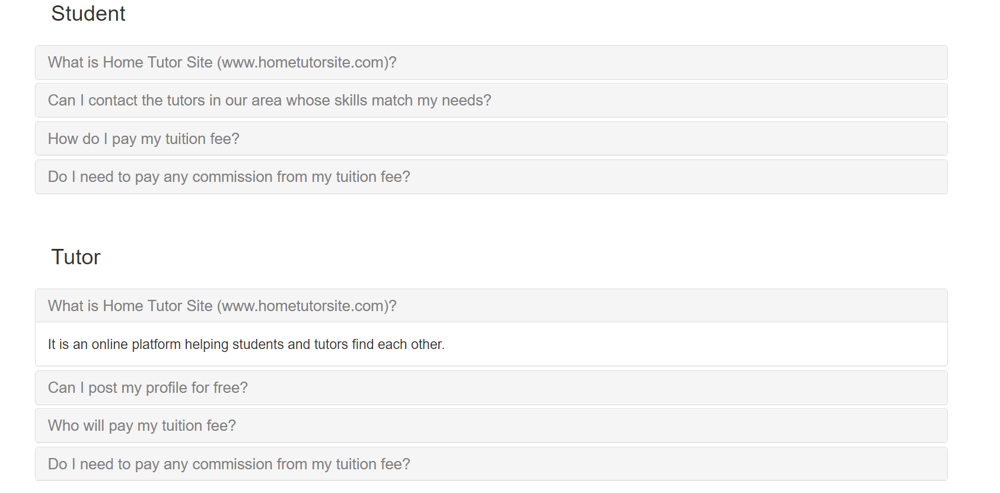 Student
What is Home Tutor Site (www.hometutorsite.com)?
Can I contact the tutors in our area whose skills match my needs?
How do I pay my tuition fee?
Do I need to pay any commission from my tuition fee?
Tutor
What is Home Tutor Site (www.hometutorsite.com)?
It is an online platform helping students and tutors find each other.
Can I post my profile for free?
Who will pay my tuition fee?
Do I need to pay any commission from my tuition fee?